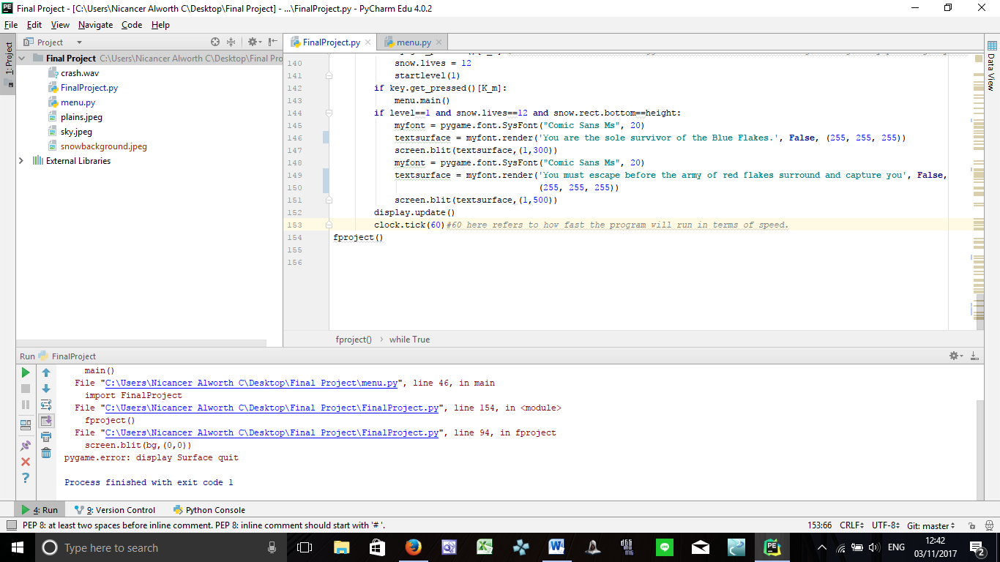 Final Project - [C:\Users\Nicancer Alworth C\Desktop\Final Project] - ...\FinalProject.py - PyCharm Edu 4.0.2
File Edit View Navigate Code Help
1: Project
Project
FinalProject.py
menu.py
Data View
Final Project C:\Users\Nicancer Alworth C\Desktop\Final Pro
crash.wav
FinalProject.py
menu.py
plains.jpeg
sky.jpeg
snowbackground.jpeg
External Libraries
140 snow.lives = 12
141 startlevel(1)
142 if key.get_pressed()[K_m]:
143 menu.main()
144 if level==1 and snow.lives==12 and snow.rect.bottom==height:
145 myfont = pygame.font.SysFont("Comic Sans Ms", 20)
146 textsurface = myfont.render('You are the sole survivor of the Blue Flakes.', False, (255, 255, 255))
147 screen.blit(textsurface,(1,300))
148 myfont = pygame.font.SysFont("Comic Sans Ms", 20)
149 textsurface = myfont.render('You must escape before the army of red flakes surround and capture you', False,
150 (255, 255, 255))
151 screen.blit(textsurface,(1,500))
152 display.update()
153 clock.tick(60)#60 here refers to how fast the program will run in terms of speed.
154 fproject()
155
156
fproject() while True
Run FinalProject
main()
File "C:\Users\Nicancer Alworth C\Desktop\Final Project\menu.py", line 46, in main
import FinalProject
File "C:\Users\Nicancer Alworth C\Desktop\Final Project\FinalProject.py", line 154, in <module>
fproject()
File "C:\Users\Nicancer Alworth C\Desktop\Final Project\FinalProject.py", line 94, in fproject
screen.blit(bg,(0,0))
pygame.error: display Surface quit
Process finished with exit code 1
4: Run 9: Version Control Python Console
PEP 8: at least two spaces before inline comment. PEP 8: inline comment should start with '# '.
153:66 CRLF UTF-8 Git: master
Type here to search
ENG
12:42
03/11/2017
2